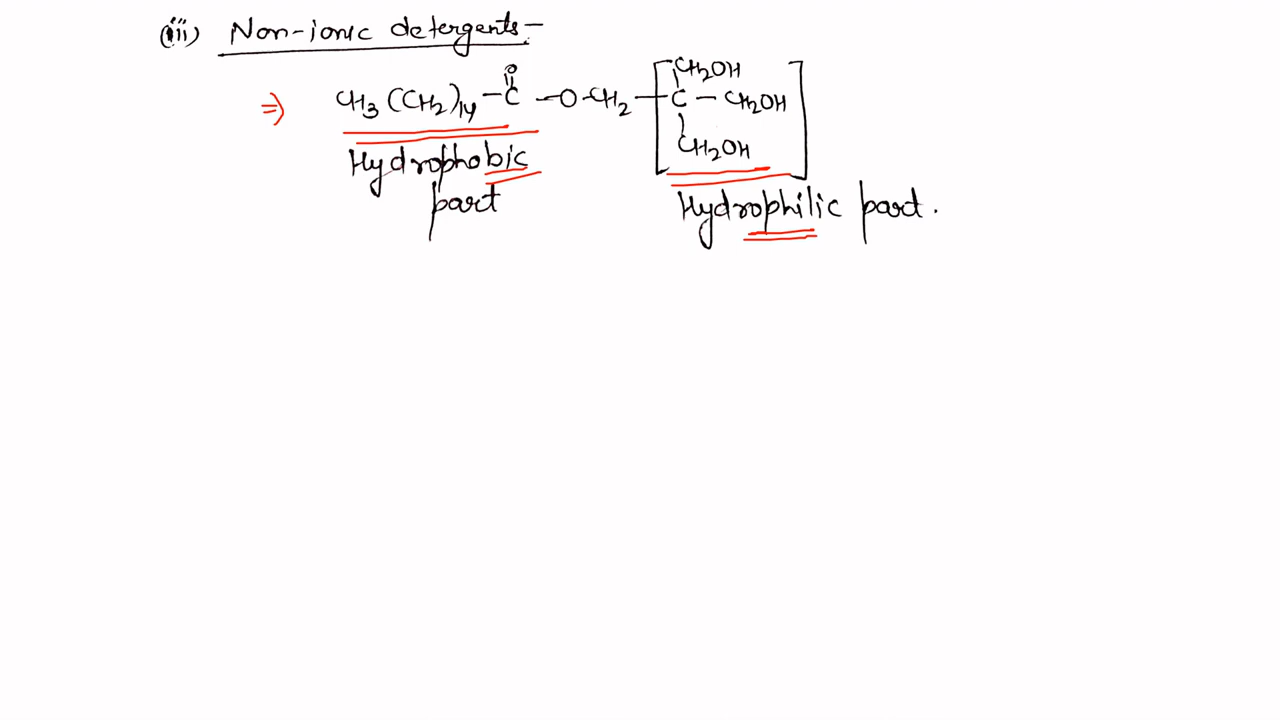 (iii) Non-ionic detergents-
O
CH2OH
⇒ CH3(CH2)14-C-O-CH2-C-CH2OH
CH2OH
Hydrophobic
part
Hydrophilic part.